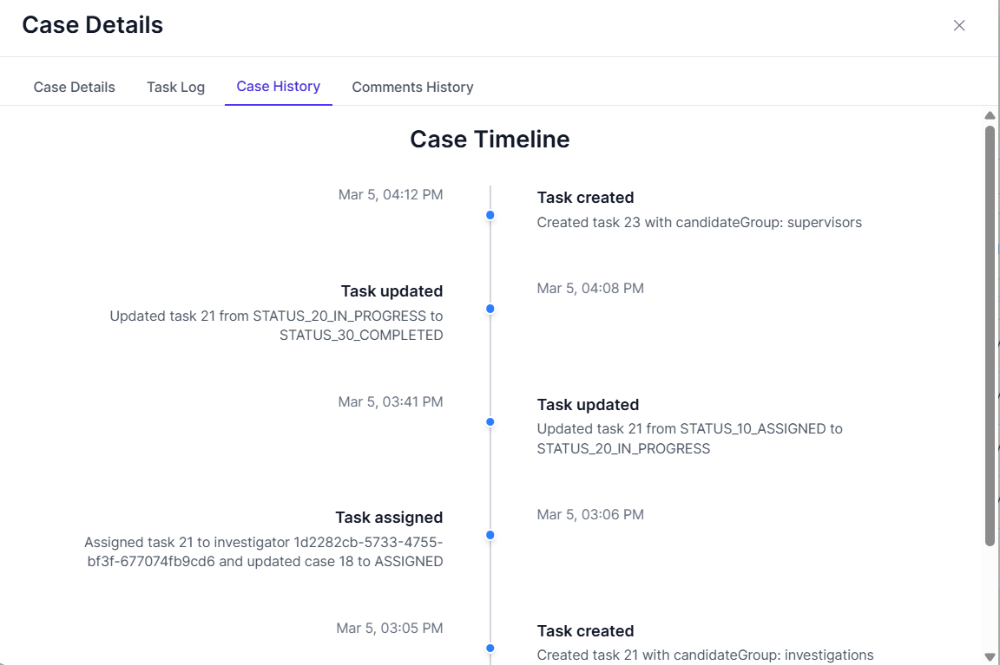 Case Details
Case Details
Task Log
Case History
Comments History
Case Timeline
Mar 5, 04:12 PM
Task created
Created task 23 with candidateGroup: supervisors
Task updated
Updated task 21 from STATUS_20_IN_PROGRESS to
STATUS_30_COMPLETED
Mar 5, 04:08 PM
Mar 5, 03:41 PM
Task updated
Updated task 21 from STATUS_10_ASSIGNED to
STATUS_20_IN_PROGRESS
Task assigned
Assigned task 21 to investigator 1d2282cb-5733-4755-
bf3f-677074fb9cd6 and updated case 18 to ASSIGNED
Mar 5, 03:06 PM
Mar 5, 03:05 PM
Task created
Created task 21 with candidateGroup: investigations